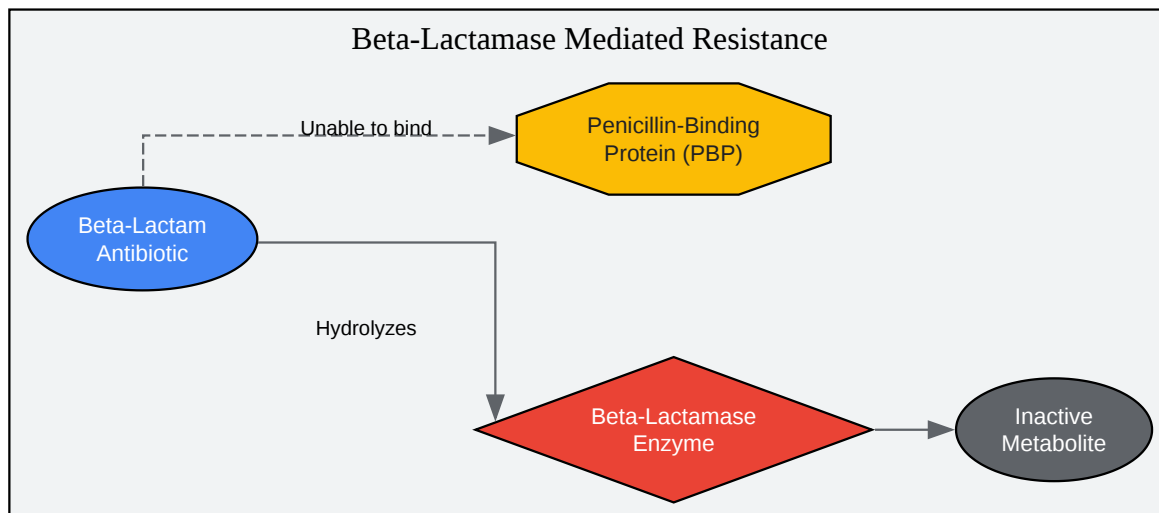 Beta-Lactamase Mediated Resistance
Unable to bind
Penicillin-Binding
Protein (PBP)
Beta-Lactam
Antibiotic
Hydrolyzes
Beta-Lactamase
Enzyme
Inactive
Metabolite